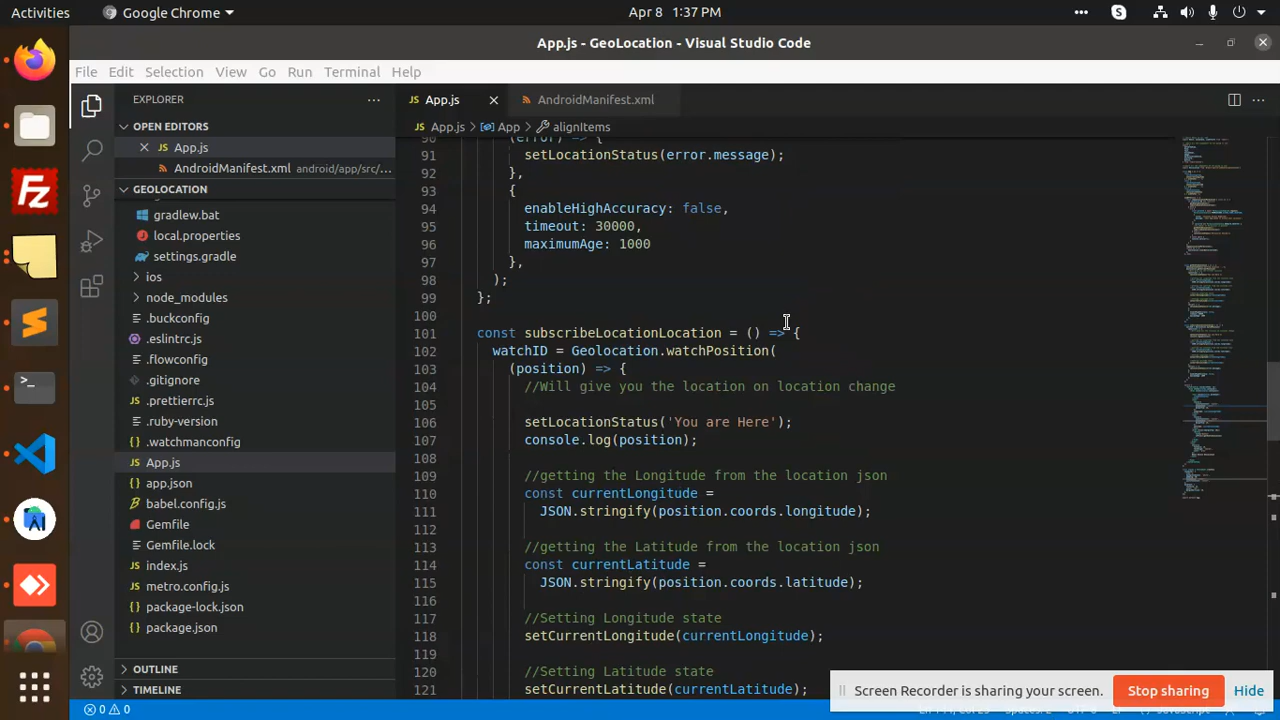 Activities
Google Chrome
Apr 8 1:37 PM
App.js - GeoLocation - Visual Studio Code
File Edit Selection View Go Run Terminal Help
EXPLORER
App.js
AndroidManifest.xml
App.js > App > alignItems
OPEN EDITORS
App.js
AndroidManifest.xml android/app/src/...
GEOLOCATION
gradlew.bat
local.properties
settings.gradle
ios
node_modules
.buckconfig
.eslintrc.js
.flowconfig
.gitignore
.prettierrc.js
.ruby-version
.watchmanconfig
App.js
app.json
babel.config.js
Gemfile
Gemfile.lock
index.js
metro.config.js
package-lock.json
package.json
OUTLINE
TIMELINE
90 (error) => {
91 setLocationStatus(error.message);
92 },
93 {
94 enableHighAccuracy: false,
95 timeout: 30000,
96 maximumAge: 1000
97 },
98 );
99 };
100
101 const subscribeLocationLocation = () => {
102 watchID = Geolocation.watchPosition(
103 (position) => {
104 //Will give you the location on location change
105
106 setLocationStatus('You are Here');
107 console.log(position);
108
109 //getting the Longitude from the location json
110 const currentLongitude =
111 JSON.stringify(position.coords.longitude);
112
113 //getting the Latitude from the location json
114 const currentLatitude =
115 JSON.stringify(position.coords.latitude);
116
117 //Setting Longitude state
118 setCurrentLongitude(currentLongitude);
119
120 //Setting Latitude state
121 setCurrentLatitude(currentLatitude);
Screen Recorder is sharing your screen.
Stop sharing
Hide
0 0